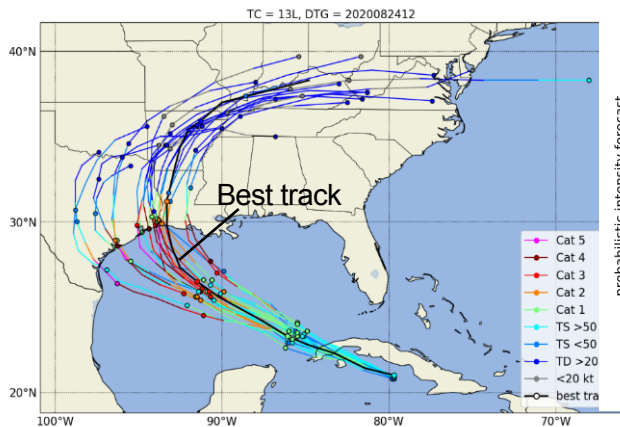 TC = 13L, DTG = 2020082412
40°N
30°N
20°N
100°W
90°W
80°W
70°W
Best track
Cat 5
Cat 4
Cat 3
Cat 2
Cat 1
TS >50
TS <50
TD >20
<20 kt
best tra
probabilistic intensity forecast